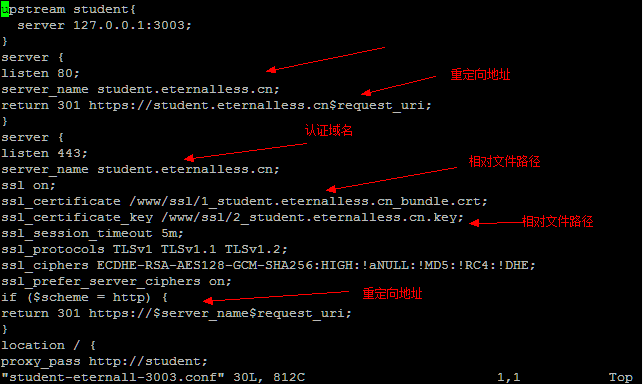 upstream student{
server 127.0.0.1:3003;
}
server {
listen 80;
server_name student.eternalless.cn;
重定向地址
return 301 https://student.eternalless.cn$request_uri;
}
认证域名
server {
listen 443;
相对文件路径
server_name student.eternalless.cn;
ssl on;
ssl_certificate /www/ssl/1_student.eternalless.cn_bundle.crt;
ssl_certificate_key /www/ssl/2_student.eternalless.cn.key; 相对文件路径
ssl_session_timeout 5m;
ssl_protocols TLSv1 TLSv1.1 TLSv1.2;
ssl_ciphers ECDHE-RSA-AES128-GCM-SHA256:HIGH:!aNULL:!MD5:!RC4:!DHE;
ssl_prefer_server_ciphers on;
if ($scheme = http) { 重定向地址
return 301 https://$server_name$request_uri;
}
location / {
proxy_pass http://student;
"student-eternall-3003.conf" 30L, 812C 1,1 Top